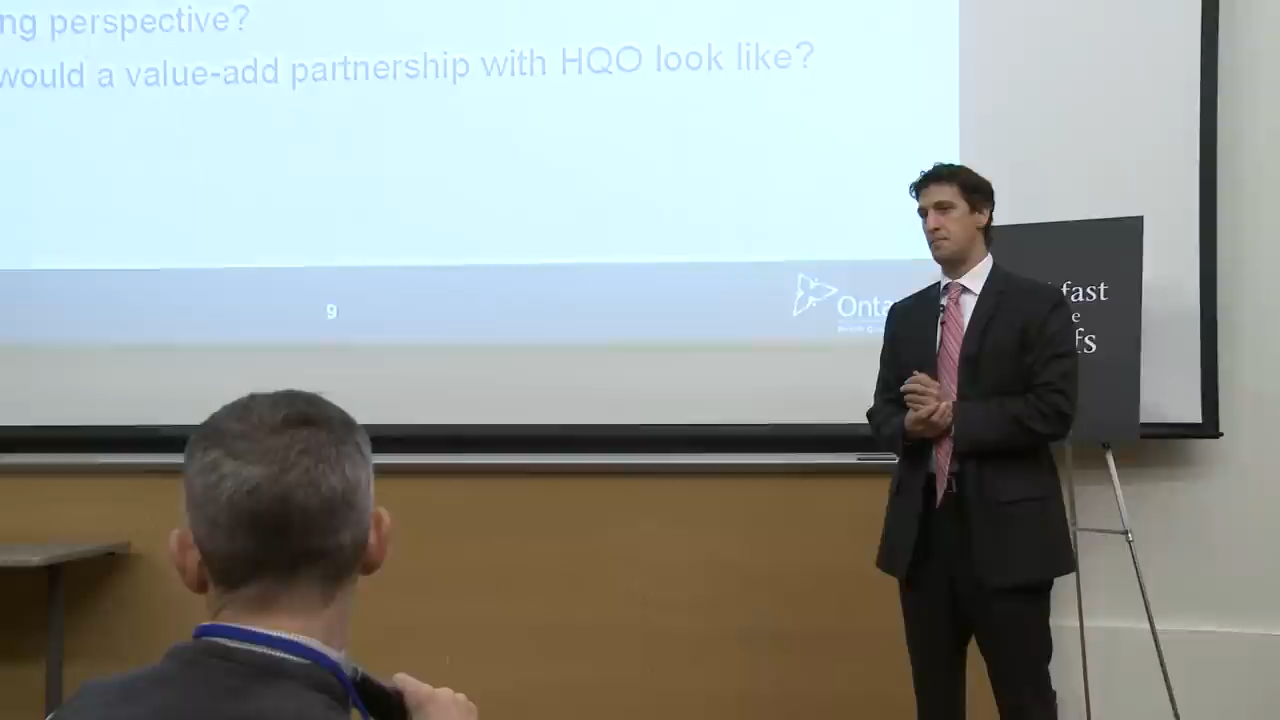 ng perspective?
would a value-add partnership with HQO look like?
9
Onta
fast
e
fs